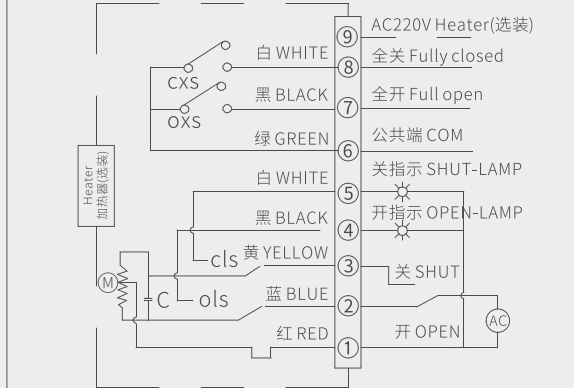 ⑨ AC220V Heater(选装)
白 WHITE ⑧ 全关 Fully closed
CXS
黑 BLACK ⑦ 全开 Full open
OXS
绿 GREEN ⑥ 公共端 COM
Heater
加热器(选装)
关指示 SHUT-LAMP
白 WHITE ⑤
开指示 OPEN-LAMP
黑 BLACK ④
cls 黄 YELLOW ③ 关 SHUT
M
C ols 蓝 BLUE ②
AC
红 RED ① 开 OPEN